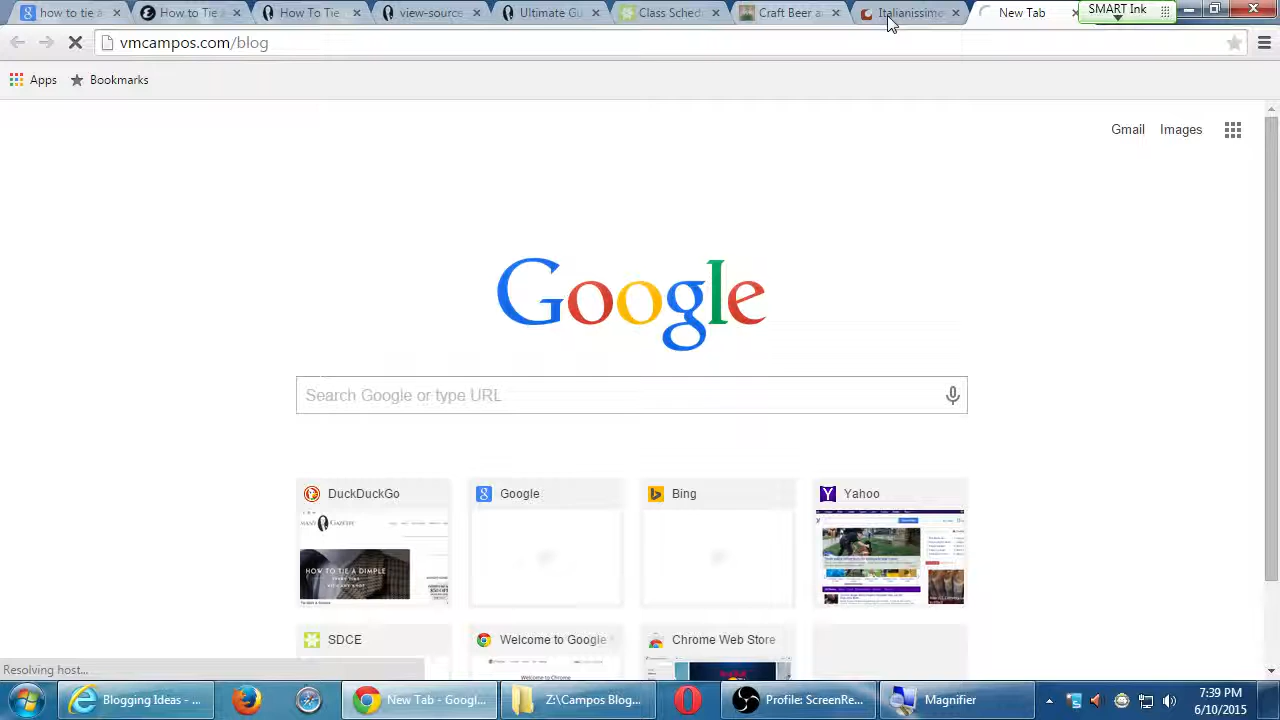 how to tie
How to Tie
How To Tie
view-source
Ultimate Gu
Class Sched
Craft Beer a
Italianissimo
New Tab
SMART Ink
vmcampos.com/blog
Apps
Bookmarks
Gmail
Images
Google
Search Google or type URL
DuckDuckGo
Google
Bing
Yahoo
HOW TO TIE A DIMPLE
SDCE
Welcome to Google
Chrome Web Store
Resolving host...
Blogging Ideas - ...
New Tab - Googl...
Z:\Campos Blog...
Profile: ScreenRe...
Magnifier
7:39 PM
6/10/2015